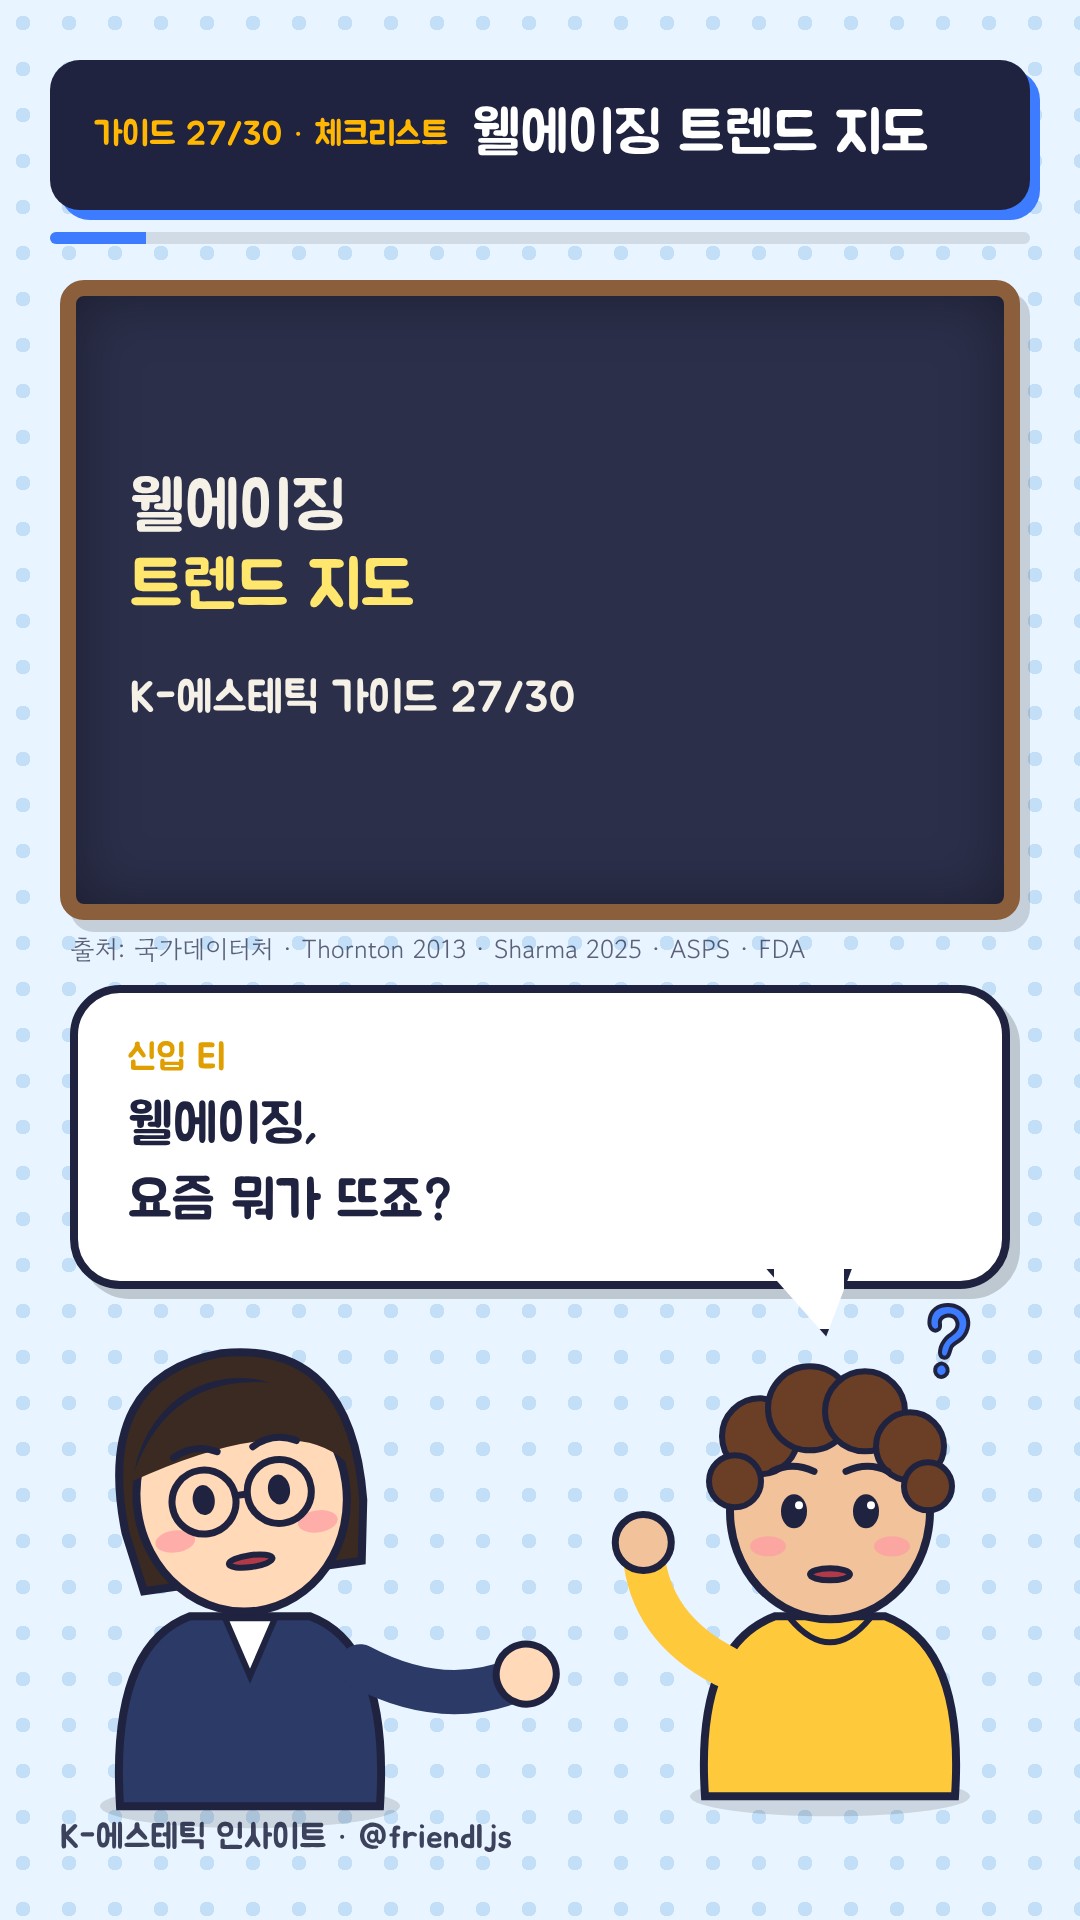 가이드 27/30 · 체크리스트 웰에이징 트렌드 지도
웰에이징
트렌드 지도
K-에스테틱 가이드 27/30
출처: 국가데이터처 · Thornton 2013 · Sharma 2025 · ASPS · FDA
신입 티
웰에이징,
요즘 뭐가 뜨죠?
?
K-에스테틱 인사이트 · @friendljs